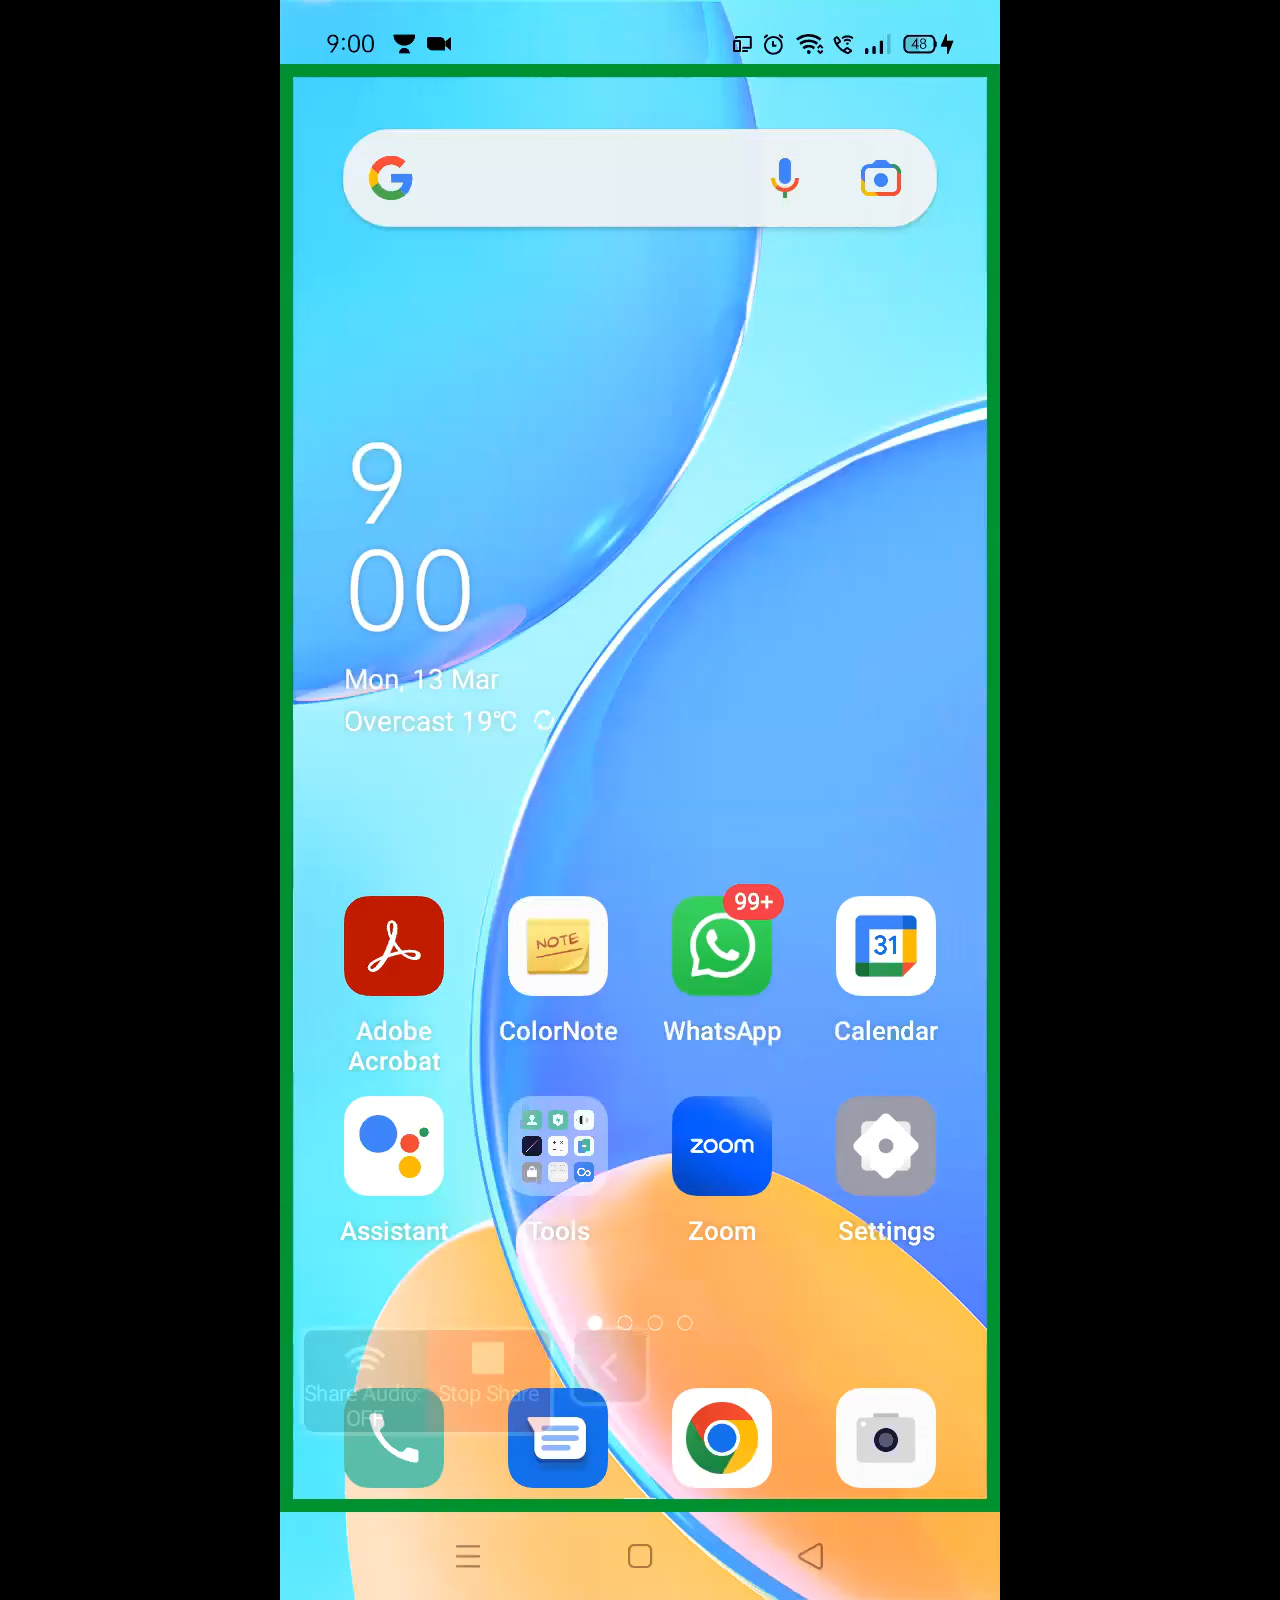 9:00
48
9
00
Mon, 13 Mar
Overcast 19°C
99+
NOTE
31
Adobe
Acrobat
ColorNote
WhatsApp
Calendar
zoom
Assistant
Tools
Zoom
Settings
Share Audio:
OFF
Stop Share